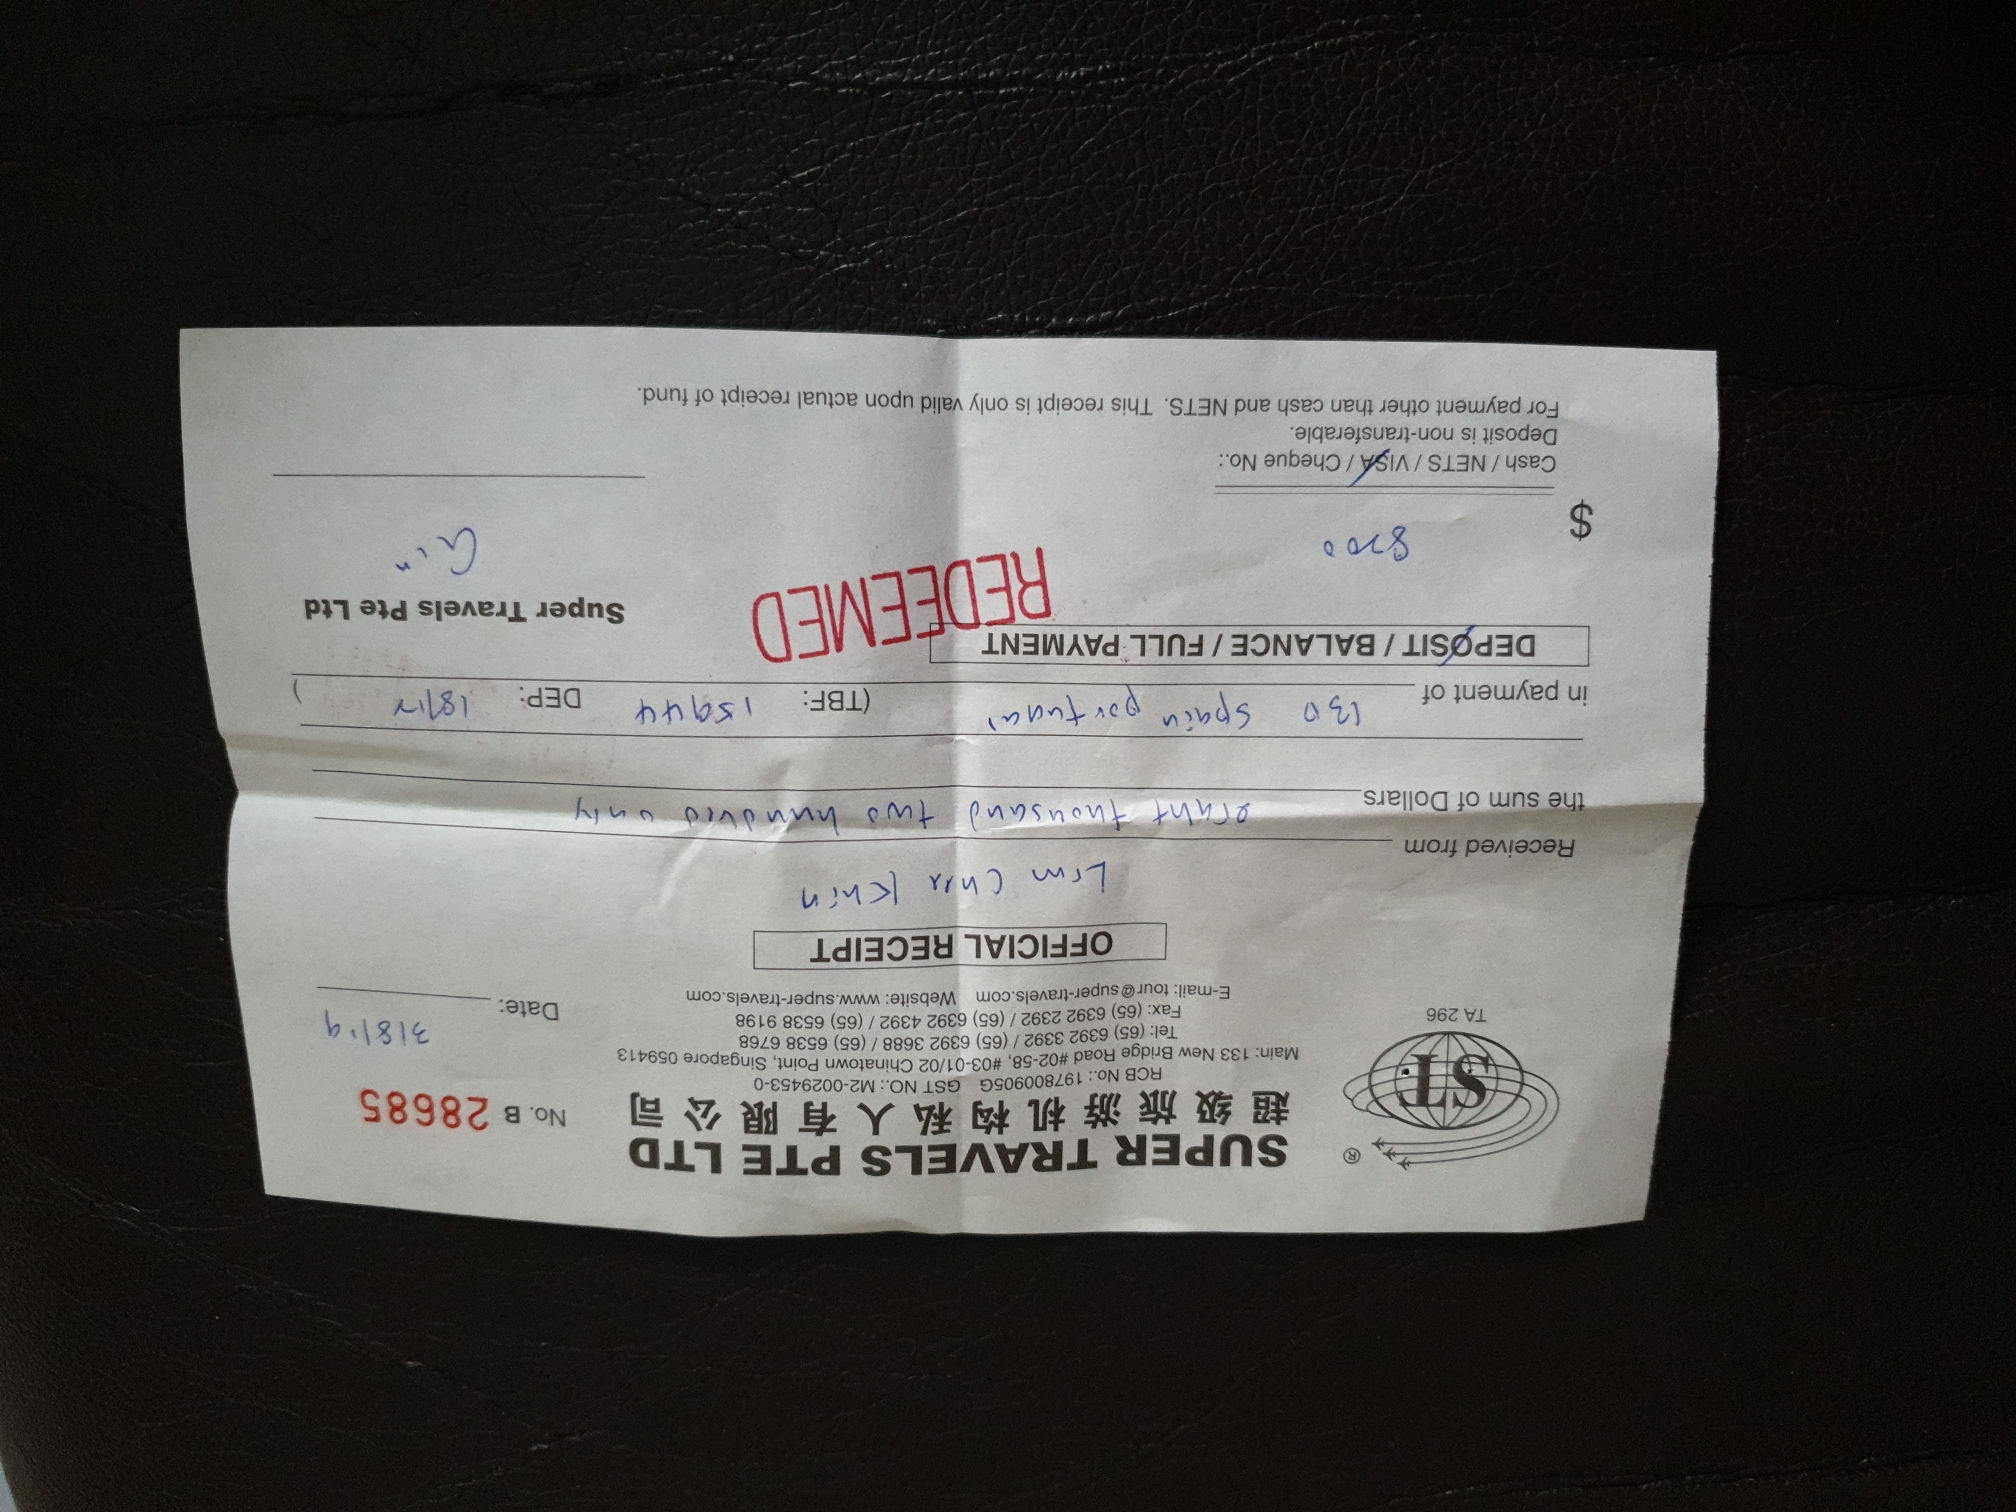 SUPER TRAVELS PTE LTD ®
超级旅游机构私人有限公司
No. B 28685
RCB No.: 197800905G GST NO.: M2-0029453-0
Main: 133 New Bridge Road #02-58, #03-01/02 Chinatown Point, Singapore 059413
Tel: (65) 6392 3392 / (65) 6392 3688 / (65) 6538 6768
Fax: (65) 6392 2392 / (65) 6392 4392 / (65) 6538 9198
E-mail: tour@super-travels.com Website: www.super-travels.com
ST
TA 296
Date: 318/19
OFFICIAL RECEIPT
Received from Lim Khin
the sum of Dollars eight thousand two hundred only
in payment of 13D Spain portugal (TBF: 15944 DEP: 18/12 )
DEPOSIT / BALANCE / FULL PAYMENT
REDEEMED
Super Travels Pte Ltd
$ 8200
Cash / NETS / VISA / Cheque No.:
Deposit is non-transferable.
For payment other than cash and NETS. This receipt is only valid upon actual receipt of fund.